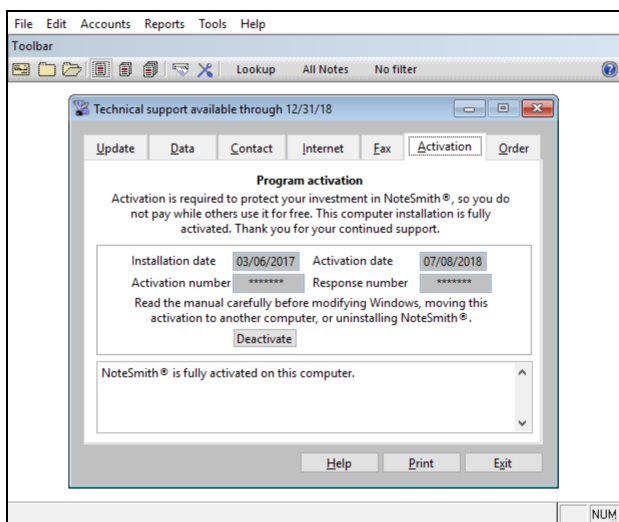 File Edit Accounts Reports Tools Help
Toolbar
Lookup All Notes No filter
Technical support available through 12/31/18
Update Data Contact Internet Fax Activation Order
Program activation
Activation is required to protect your investment in NoteSmith®, so you do
not pay while others use it for free. This computer installation is fully
activated. Thank you for your continued support.
Installation date 03/06/2017 Activation date 07/08/2018
Activation number ******* Response number *******
Read the manual carefully before modifying Windows, moving this
activation to another computer, or uninstalling NoteSmith®.
Deactivate
NoteSmith® is fully activated on this computer.
Help Print Exit
NUM